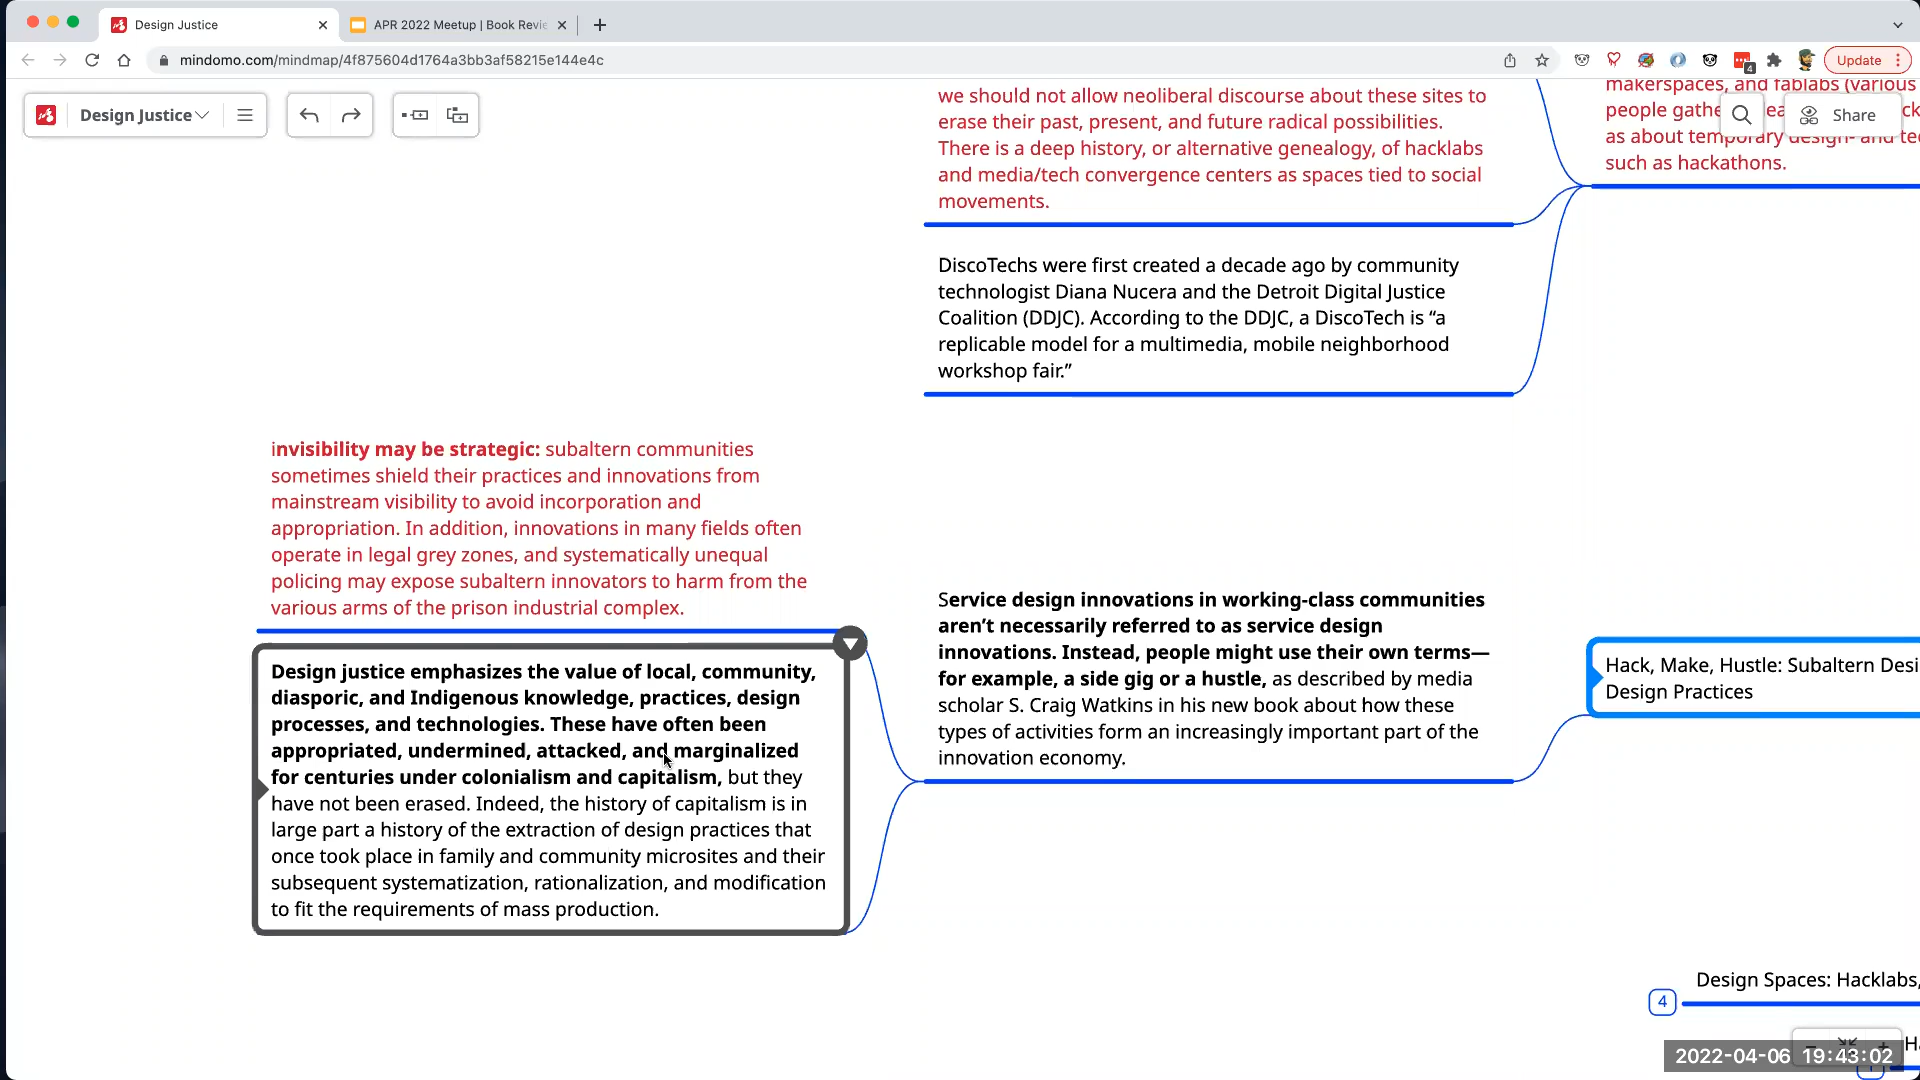 Design Justice
APR 2022 Meetup | Book Revie
mindomo.com/mindmap/4f875604d1764a3bb3af58215e144e4c
4
Update
Design Justice
Share
we should not allow neoliberal discourse about these sites to
erase their past, present, and future radical possibilities.
There is a deep history, or alternative genealogy, of hacklabs
and media/tech convergence centers as spaces tied to social
movements.
makerspaces, and fablabs (various
people gathe
as about temporary design- and te
such as hackathons.
DiscoTechs were first created a decade ago by community
technologist Diana Nucera and the Detroit Digital Justice
Coalition (DDJC). According to the DDJC, a DiscoTech is “a
replicable model for a multimedia, mobile neighborhood
workshop fair.”
invisibility may be strategic: subaltern communities
sometimes shield their practices and innovations from
mainstream visibility to avoid incorporation and
appropriation. In addition, innovations in many fields often
operate in legal grey zones, and systematically unequal
policing may expose subaltern innovators to harm from the
various arms of the prison industrial complex.
Design justice emphasizes the value of local, community,
diasporic, and Indigenous knowledge, practices, design
processes, and technologies. These have often been
appropriated, undermined, attacked, and marginalized
for centuries under colonialism and capitalism, but they
have not been erased. Indeed, the history of capitalism is in
large part a history of the extraction of design practices that
once took place in family and community microsites and their
subsequent systematization, rationalization, and modification
to fit the requirements of mass production.
Service design innovations in working-class communities
aren’t necessarily referred to as service design
innovations. Instead, people might use their own terms—
for example, a side gig or a hustle, as described by media
scholar S. Craig Watkins in his new book about how these
types of activities form an increasingly important part of the
innovation economy.
Hack, Make, Hustle: Subaltern Desi
Design Practices
Design Spaces: Hacklabs,
4
2022-04-06 19:43:02